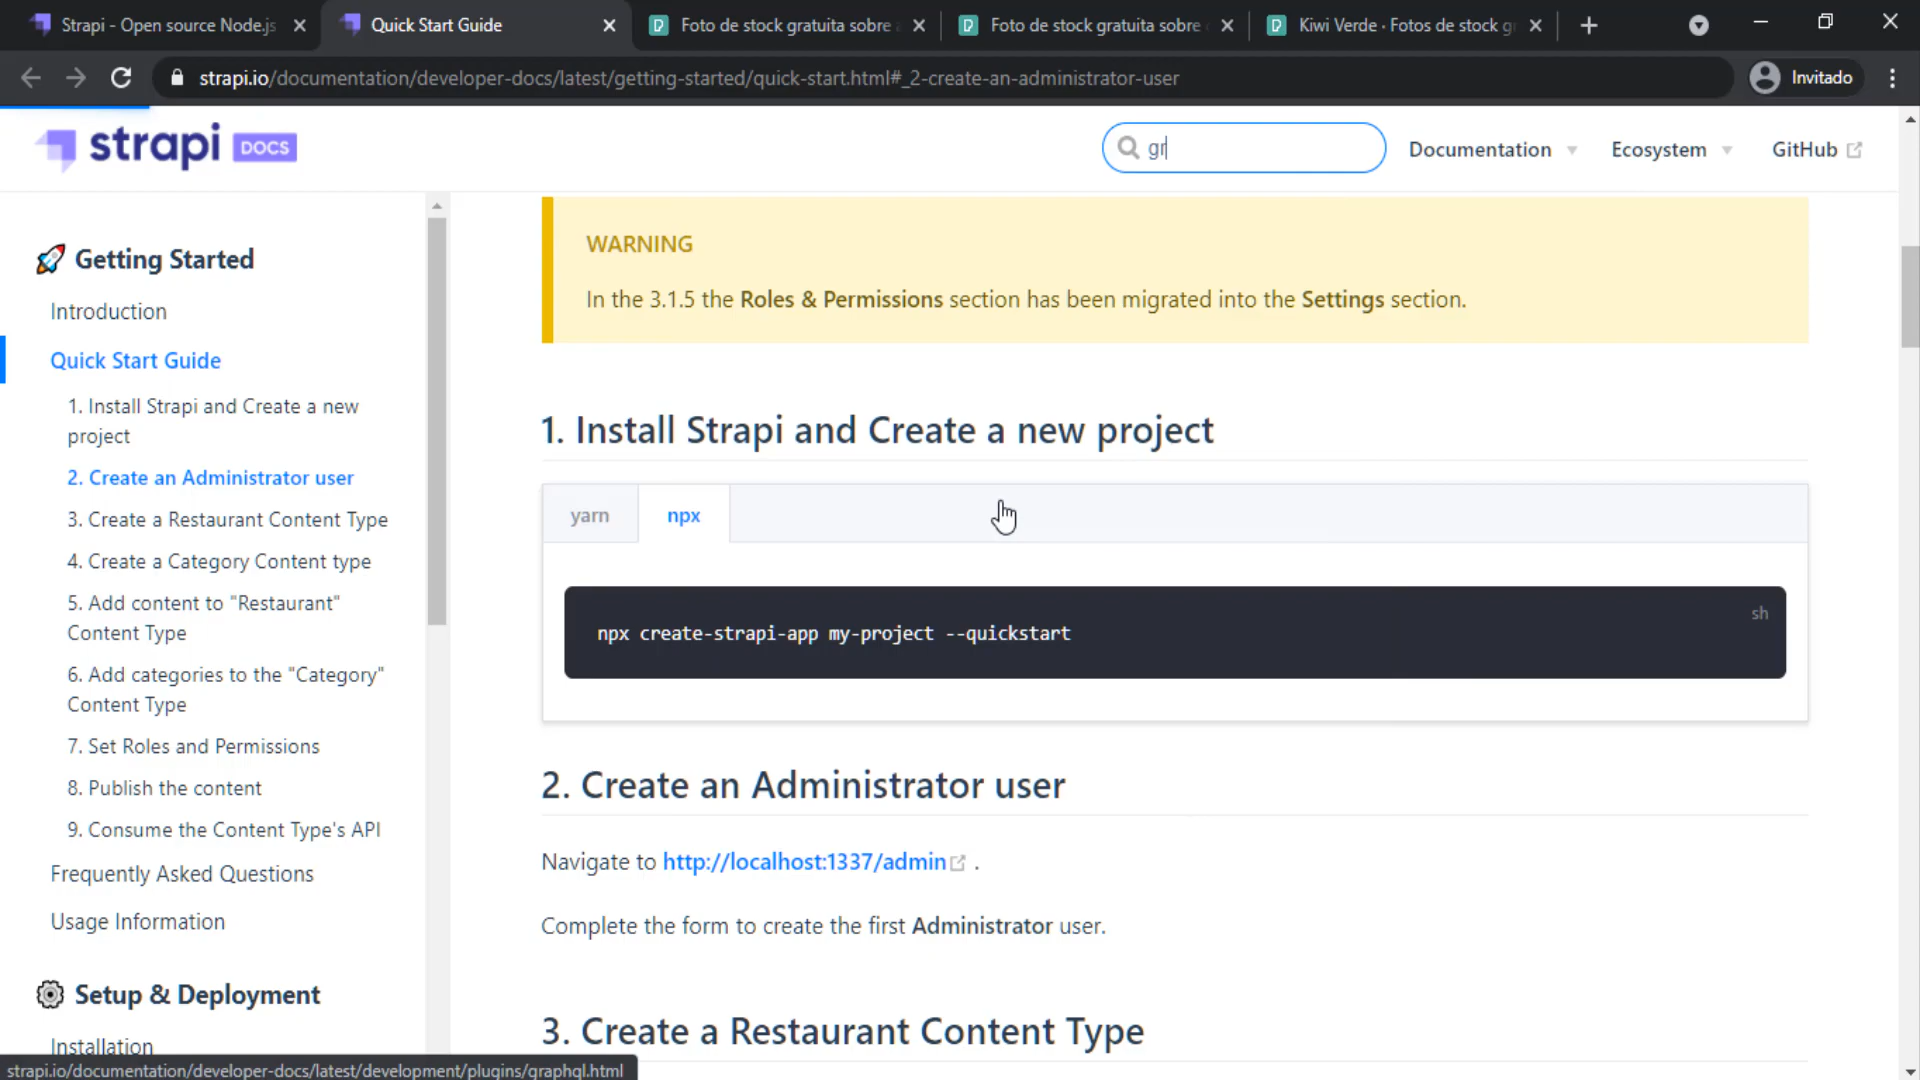 Strapi - Open source Node.js
Quick Start Guide
Foto de stock gratuita sobre
Foto de stock gratuita sobre
Kiwi Verde · Fotos de stock gr
strapi.io/documentation/developer-docs/latest/getting-started/quick-start.html#_2-create-an-administrator-user
Invitado
strapi DOCS
gr
Documentation
Ecosystem
GitHub
Getting Started
Introduction
Quick Start Guide
1. Install Strapi and Create a new
project
2. Create an Administrator user
3. Create a Restaurant Content Type
4. Create a Category Content type
5. Add content to "Restaurant"
Content Type
6. Add categories to the "Category"
Content Type
7. Set Roles and Permissions
8. Publish the content
9. Consume the Content Type's API
Frequently Asked Questions
Usage Information
Setup & Deployment
Installation
WARNING
In the 3.1.5 the Roles & Permissions section has been migrated into the Settings section.
1. Install Strapi and Create a new project
yarn
npx
sh
npx create-strapi-app my-project --quickstart
2. Create an Administrator user
Navigate to http://localhost:1337/admin .
Complete the form to create the first Administrator user.
3. Create a Restaurant Content Type
strapi.io/documentation/developer-docs/latest/development/plugins/graphql.html